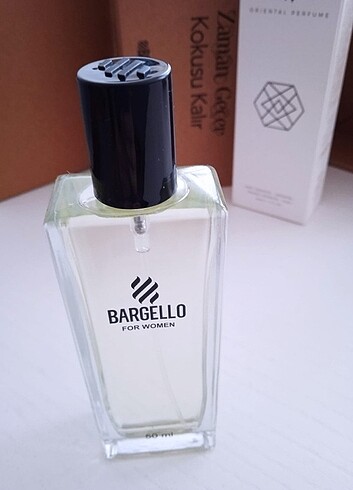 ORIENTAL PERFUME
Zaman Geçer
Kokusu Kalır
BARGELLO
FOR WOMEN
50 ml